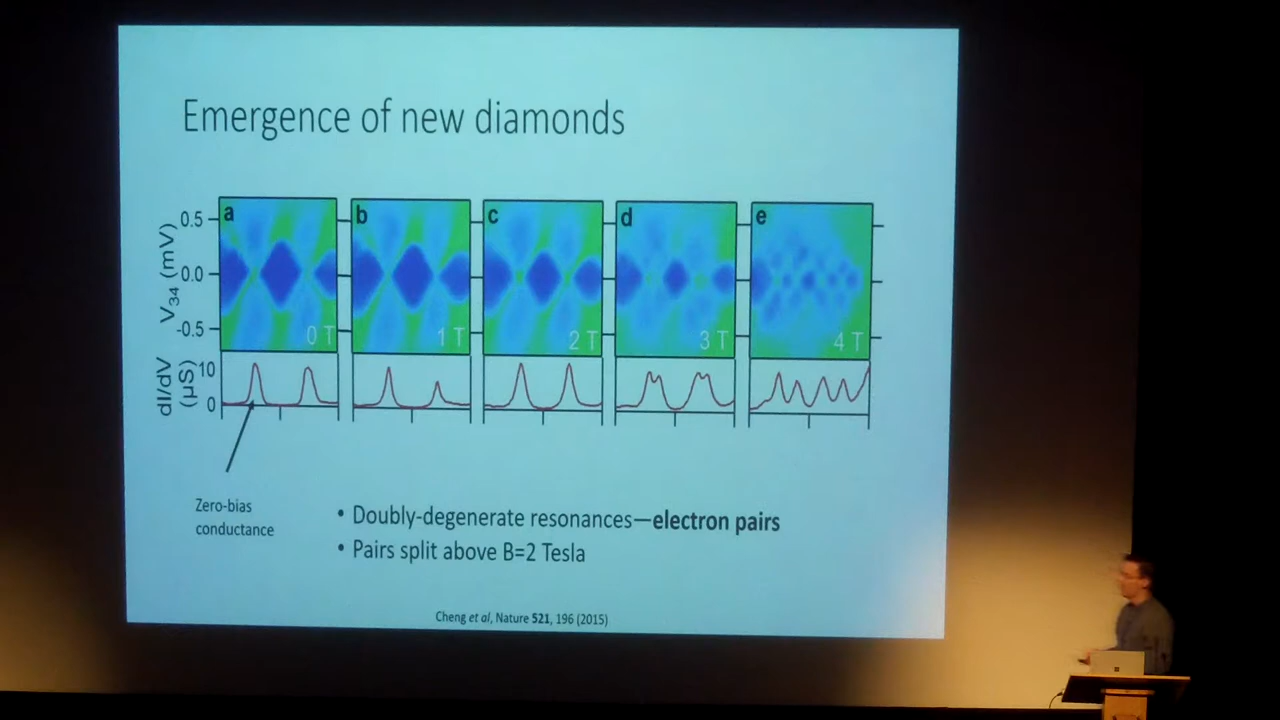 Emergence of new diamonds
a
b
c
d
e
0.5
0.0
-0.5
V34 (mV)
0 T
1 T
2 T
3 T
4 T
dI/dV
(µS)
10
0
Zero-bias
conductance
• Doubly-degenerate resonances—electron pairs
• Pairs split above B=2 Tesla
Cheng et al, Nature 521, 196 (2015)